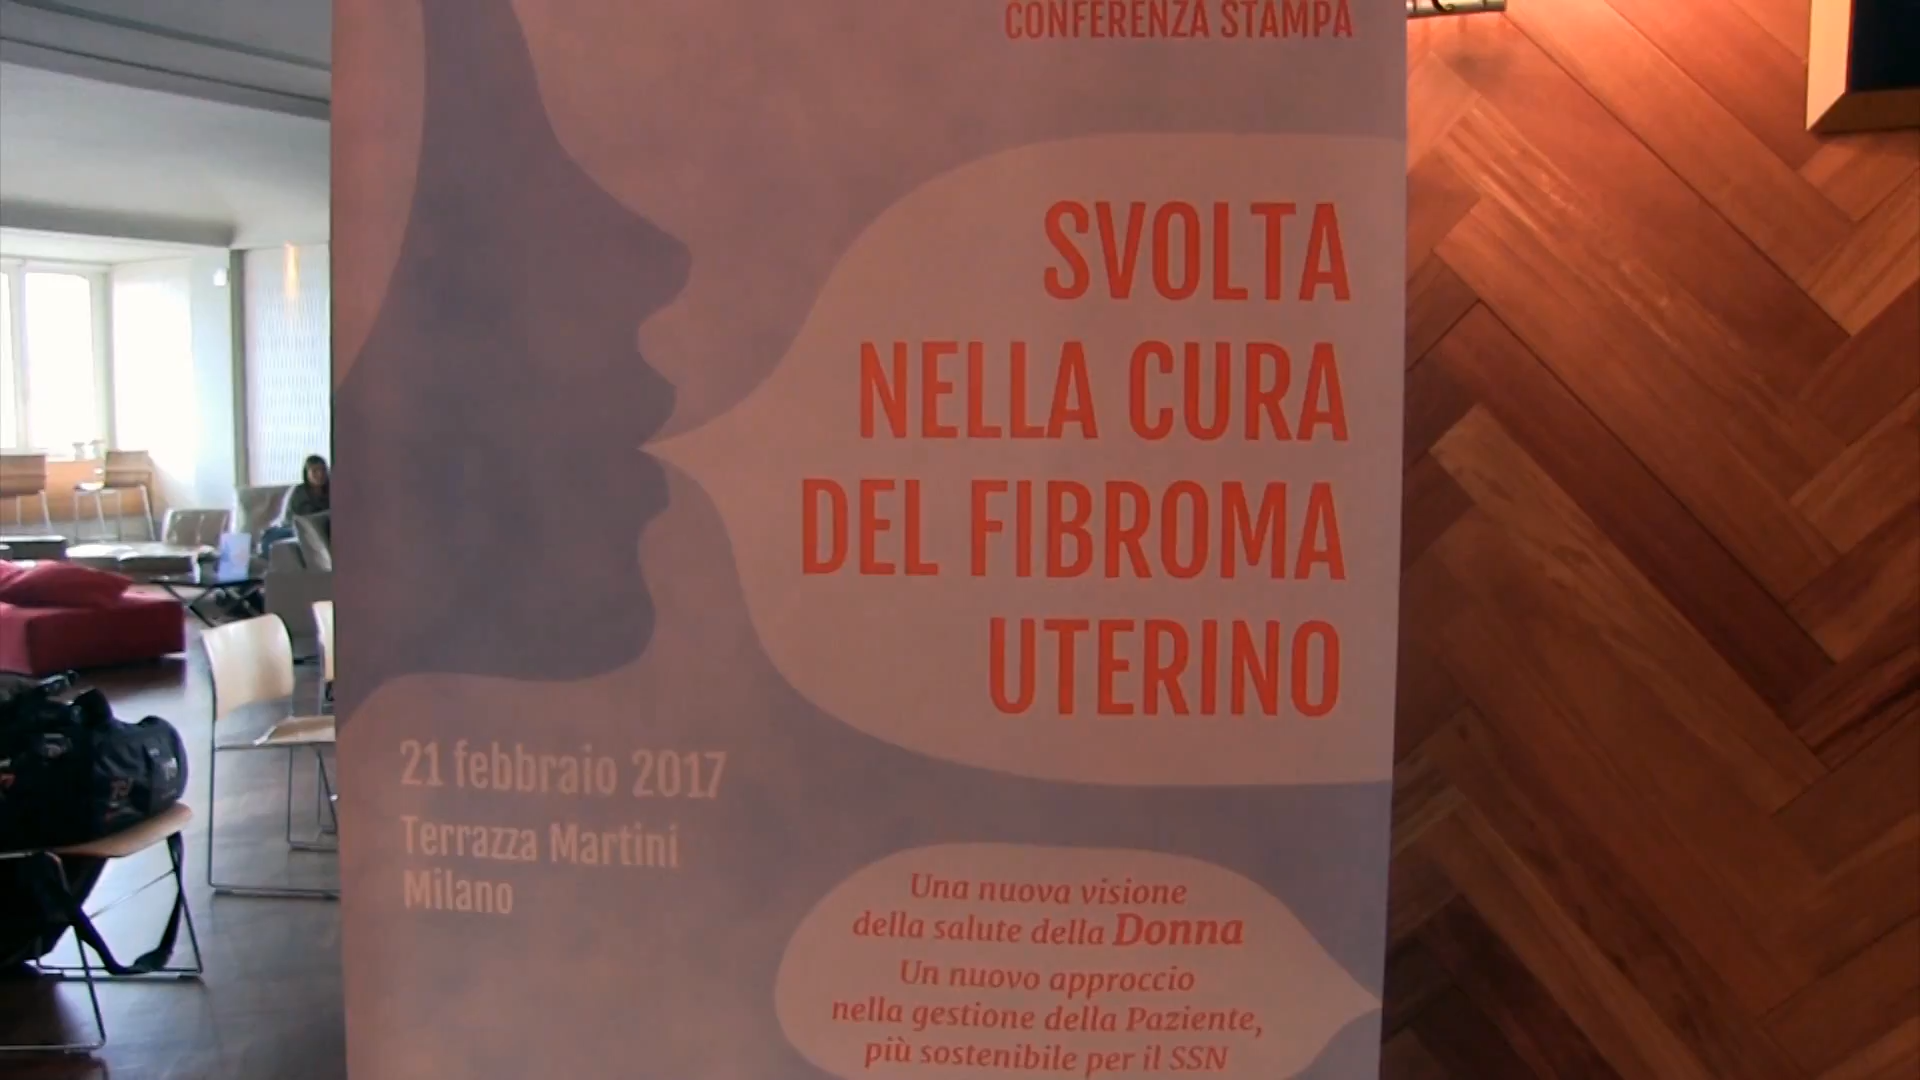 CONFERENZA STAMPA
SVOLTA
NELLA CURA
DEL FIBROMA
UTERINO
21 febbraio 2017
Terrazza Martini
Milano
Una nuova visione
della salute della Donna
Un nuovo approccio
nella gestione della Paziente,
più sostenibile per il SSN